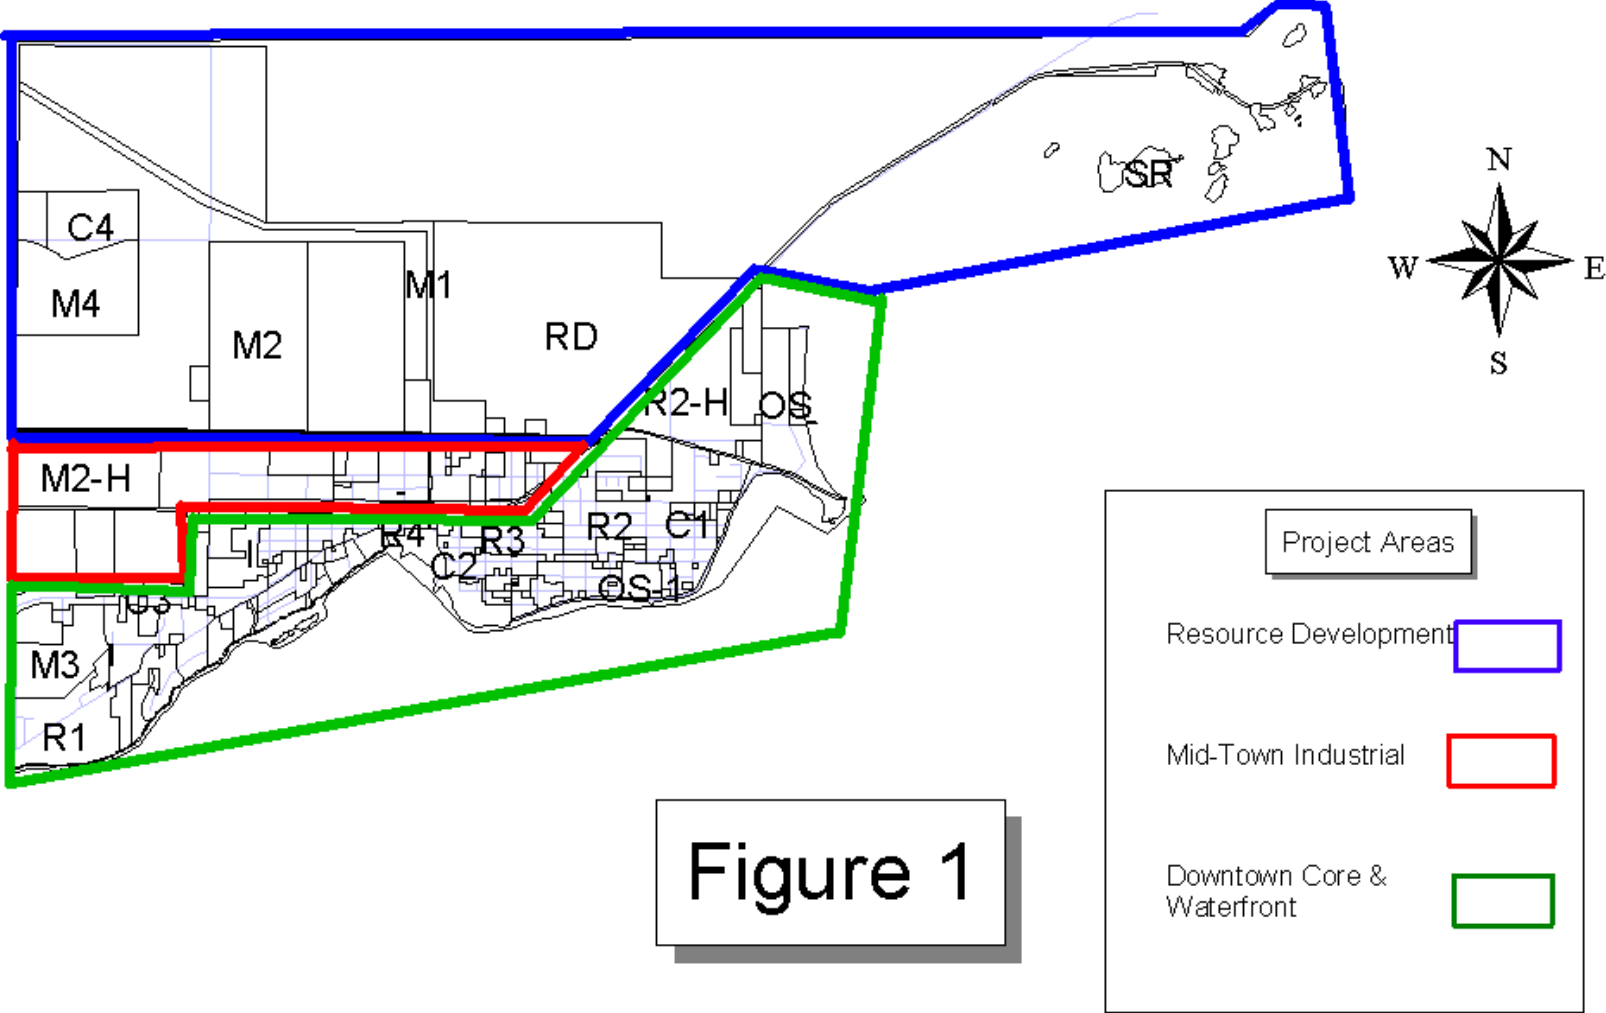 SR
N
C4
W
E
M1
M4
RD
M2
S
R2-H
OS
M2-H
R2
C1
R4
R3
C2
Project Areas
OS-1
C3
Resource Development
M3
R1
Mid-Town Industrial
Figure 1
Downtown Core &
Waterfront